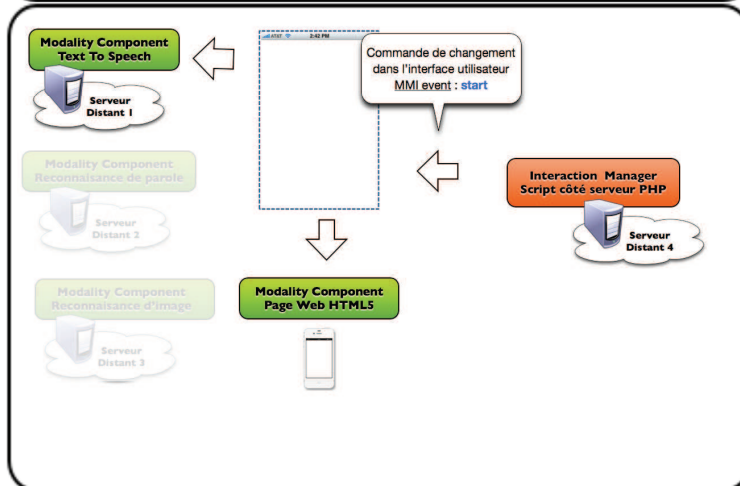 AT&T 2:42 PM
Modality Component
Text To Speech
Serveur
Distant 1
Commande de changement
dans l'interface utilisateur
MMI event : start
Modality Component
Reconnaisance de parole
Serveur
Distant 2
Interaction Manager
Script côté serveur PHP
Serveur
Distant 4
Modality Component
Reconnaisance d'image
Serveur
Distant 3
Modality Component
Page Web HTML5